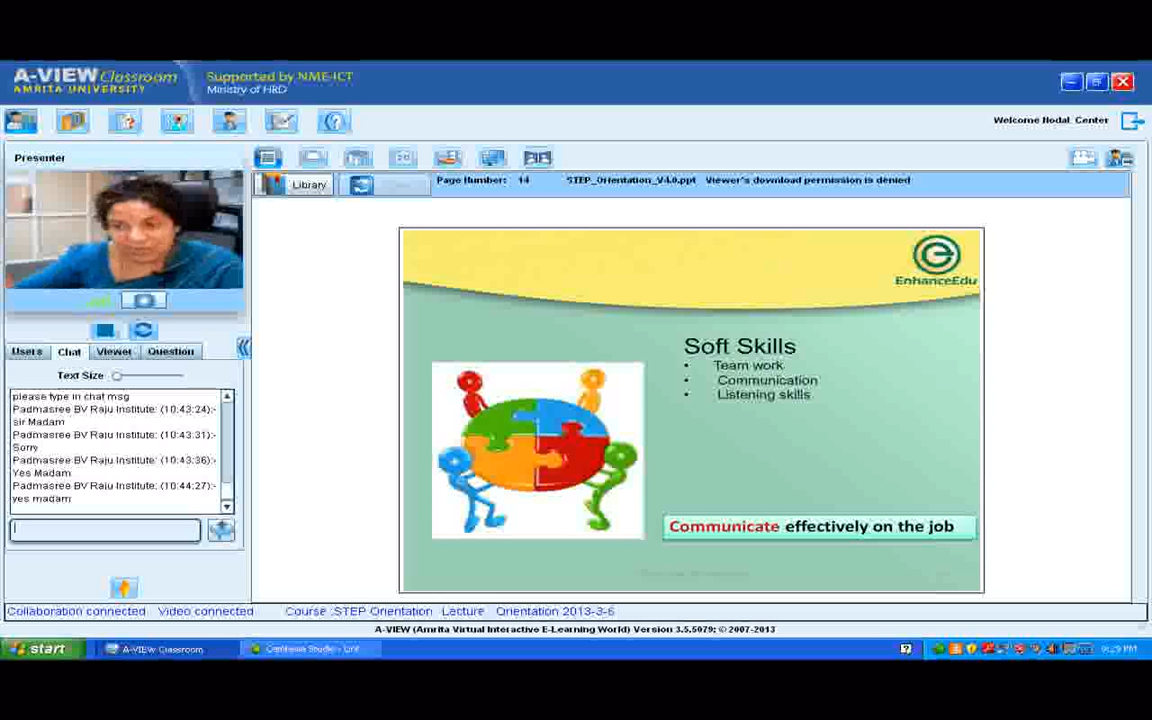 A-VIEW Classroom
AMRITA UNIVERSITY
Supported by NME-ICT
Ministry of HRD
Welcome Nodal Center
Presenter
Library
Page Number: 14 STEP_Orientation_V4.0.ppt Viewer's download permission is denied
EnhanceEdu
Soft Skills
• Team work
• Communication
• Listening skills
Communicate effectively on the job
Users Chat Viewer Question
Text Size
please type in chat msg
Padmasree BV Raju Institute: (10:43:24):-
sir Madam
Padmasree BV Raju Institute: (10:43:31):-
Sorry
Padmasree BV Raju Institute: (10:43:36):-
Yes Madam
Padmasree BV Raju Institute: (10:44:27):-
yes madam
Collaboration connected Video connected Course :STEP Orientation Lecture Orientation 2013-3-6
A-VIEW (Amrita Virtual Interactive E-Learning World) Version 3.5.5079; © 2007-2013
start A-VIEW Classroom Camtasia Studio -